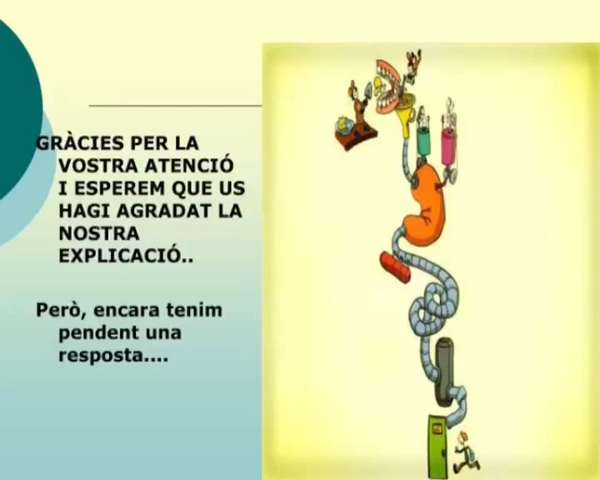 GRÀCIES PER LA
VOSTRA ATENCIÓ
I ESPEREM QUE US
HAGI AGRADAT LA
NOSTRA
EXPLICACIÓ..
Però, encara tenim
pendent una
resposta....